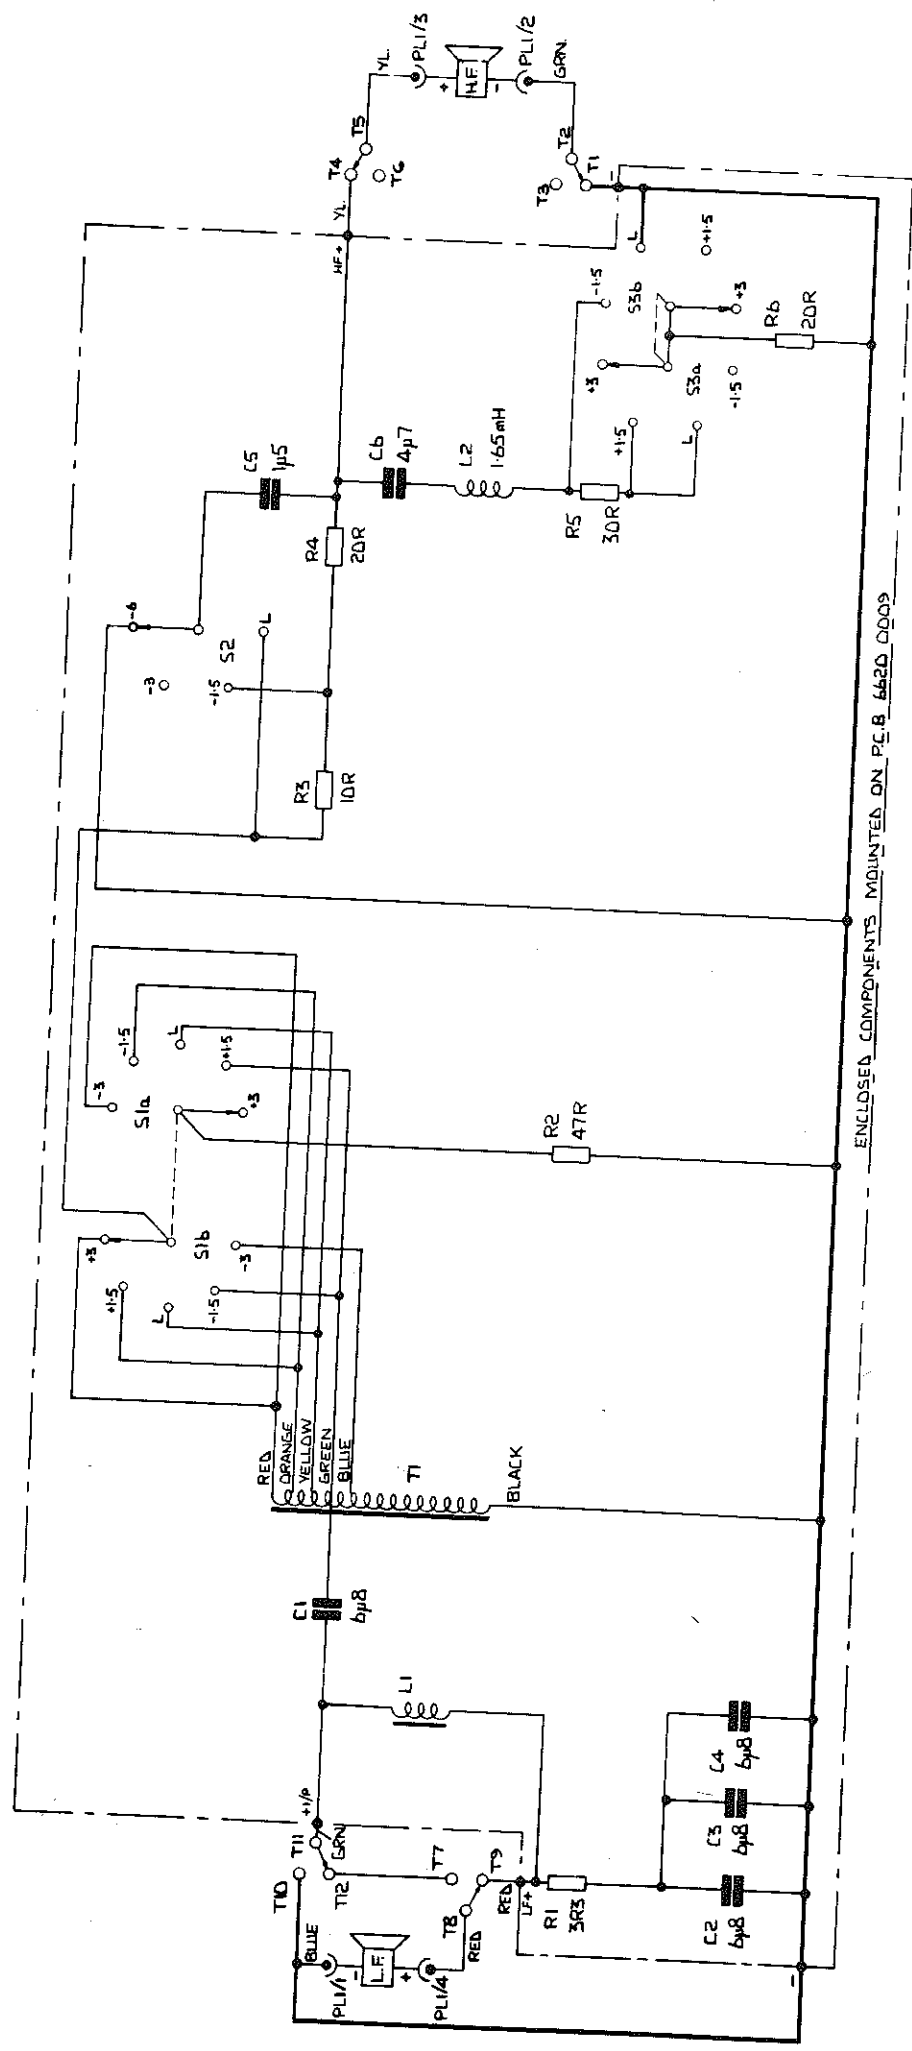 YL.
PL1/3
H.F.
+
-
PL1/2
GRN.
T5
T4
T6
T2
T3
T1
YL.
HF+
-
L
+1.5
-1.5
S3b
+3
R6
20R
+3
S3a
-1.5
+1.5
L
C5
1µ5
C6
4µ7
L2
1.65mH
R5
30R
R4
20R
-6
S2
L
-3
-1.5
R3
10R
-3
-1.5
L
+1.5
S1a
+3
R2
47R
+3
S1b
-3
+1.5
L
-1.5
RED
ORANGE
YELLOW
GREEN
BLUE
T1
BLACK
C1
6µ8
L1
C4
6µ8
C3
6µ8
C2
6µ8
+I/P
T11
GRN
T10
T12
T7
T9
T8
RED
LF+
R1
3R3
RED
BLUE
PL1/1
-
L.F.
+
PL1/4
-
ENCLOSED COMPONENTS MOUNTED ON P.C.B 6620 0009